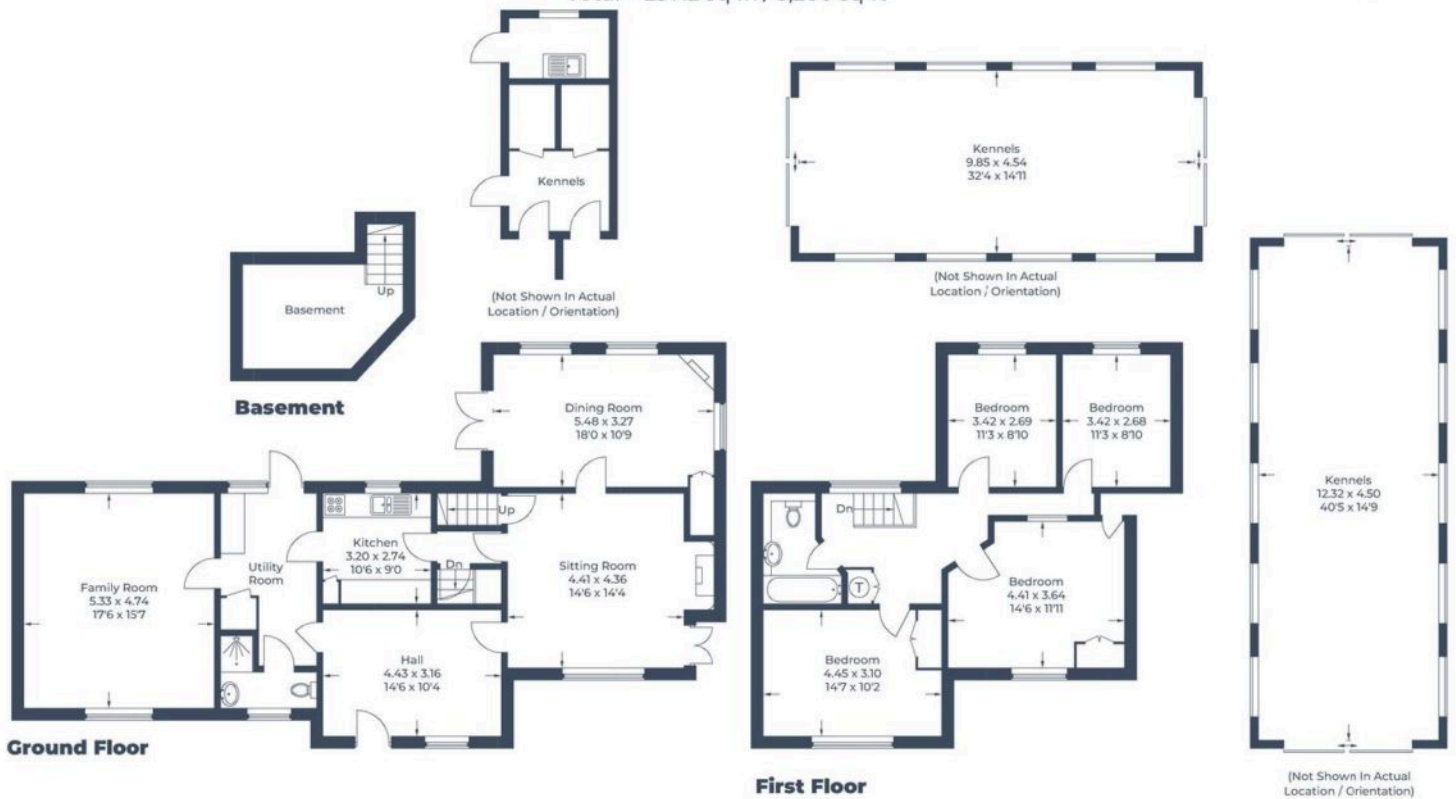 Kennels
(Not Shown In Actual
Location / Orientation)
Kennels
9.85 x 4.54
32'4 x 14'11
(Not Shown In Actual
Location / Orientation)
Up
Basement
Basement
Kennels
12.32 x 4.50
40'5 x 14'9
(Not Shown In Actual
Location / Orientation)
Dining Room
5.48 x 3.27
18'0 x 10'9
Up
Kitchen
3.20 x 2.74
10'6 x 9'0
Dn
Sitting Room
4.41 x 4.36
14'6 x 14'4
Utility
Room
Family Room
5.33 x 4.74
17'6 x 15'7
Hall
4.43 x 3.16
14'6 x 10'4
Ground Floor
Bedroom
3.42 x 2.69
11'3 x 8'10
Bedroom
3.42 x 2.68
11'3 x 8'10
Dn
T
Bedroom
4.41 x 3.64
14'6 x 11'11
Bedroom
4.45 x 3.10
14'7 x 10'2
First Floor